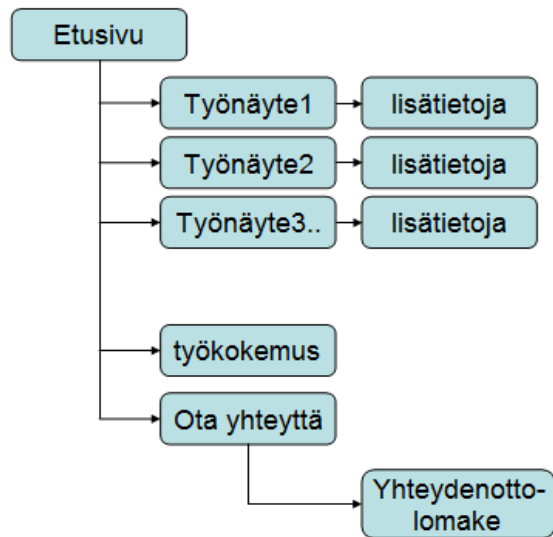 Etusivu
Työnäyte1
lisätietoja
Työnäyte2
lisätietoja
Työnäyte3..
lisätietoja
työkokemus
Ota yhteyttä
Yhteydenotto-
lomake